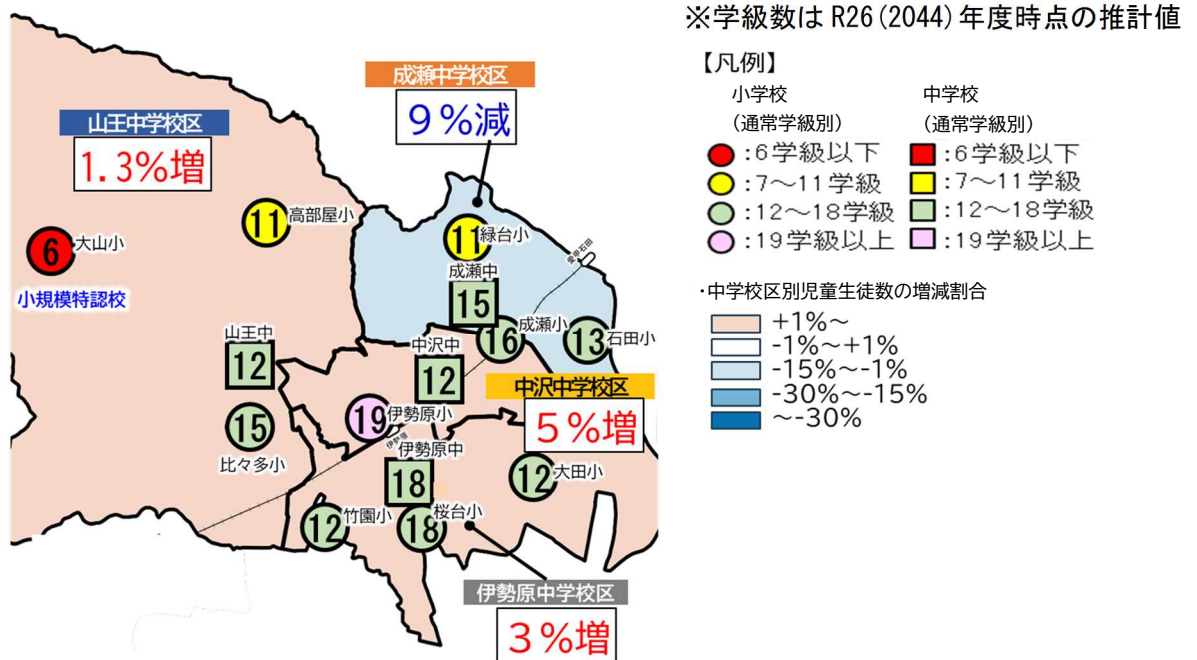 ※学級数は R26(2044)年度時点の推計値
【凡例】
小学校
(通常学級別)
中学校
(通常学級別)
:6学級以下
:7～11学級
:12～18学級
:19学級以上
:6学級以下
:7～11学級
:12～18学級
:19学級以上
・中学校区別児童生徒数の増減割合
+1%～
-1%～+1%
-15%～-1%
-30%～-15%
～-30%
成瀬中学校区
9%減
山王中学校区
1.3%増
11
高部屋小
6
大山小
小規模特認校
11
緑台小
愛甲石田
成瀬中
15
成瀬小
16
13
石田小
山王中
12
中沢中
12
中沢中学校区
5%増
19
伊勢原小
伊勢原
15
比々多小
伊勢原中
18
12
大田小
12
竹園小
18
桜台小
伊勢原中学校区
3%増